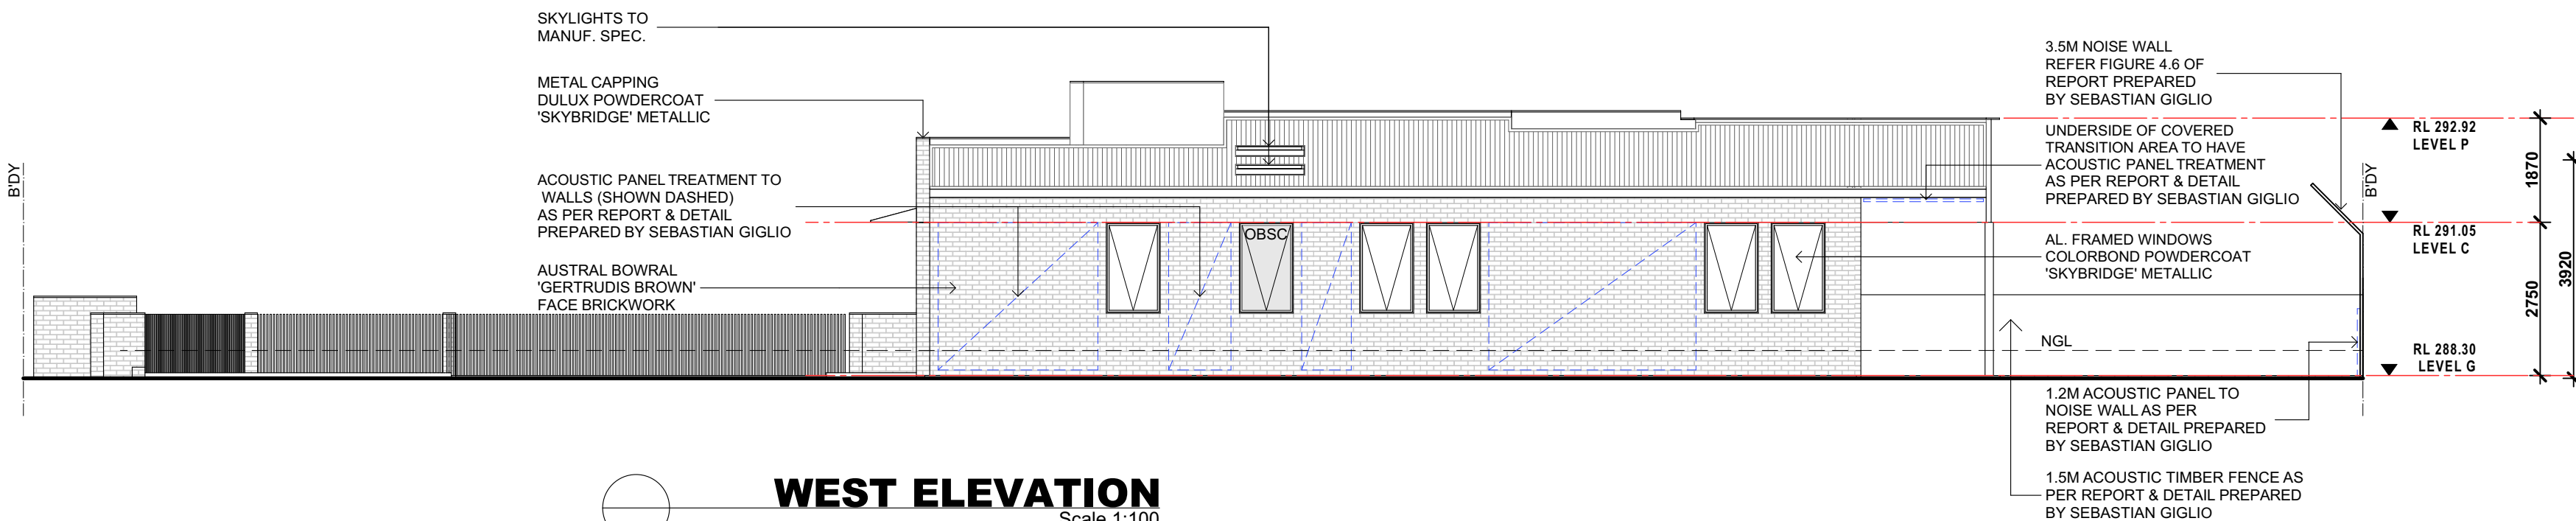 SKYLIGHTS TO
MANUF. SPEC.
METAL CAPPING
DULUX POWDERCOAT
'SKYBRIDGE' METALLIC
ACOUSTIC PANEL TREATMENT TO
WALLS (SHOWN DASHED)
AS PER REPORT & DETAIL
PREPARED BY SEBASTIAN GIGLIO
AUSTRAL BOWRAL
'GERTRUDIS BROWN'
FACE BRICKWORK
B'DY
OBSC
3.5M NOISE WALL
REFER FIGURE 4.6 OF
REPORT PREPARED
BY SEBASTIAN GIGLIO
UNDERSIDE OF COVERED
TRANSITION AREA TO HAVE
ACOUSTIC PANEL TREATMENT
AS PER REPORT & DETAIL
PREPARED BY SEBASTIAN GIGLIO
AL. FRAMED WINDOWS
COLORBOND POWDERCOAT
'SKYBRIDGE' METALLIC
NGL
1.2M ACOUSTIC PANEL TO
NOISE WALL AS PER
REPORT & DETAIL PREPARED
BY SEBASTIAN GIGLIO
1.5M ACOUSTIC TIMBER FENCE AS
PER REPORT & DETAIL PREPARED
BY SEBASTIAN GIGLIO
B'DY
RL 292.92
LEVEL P
RL 291.05
LEVEL C
RL 288.30
LEVEL G
1870
2750
3920
WEST ELEVATION
Scale 1:100